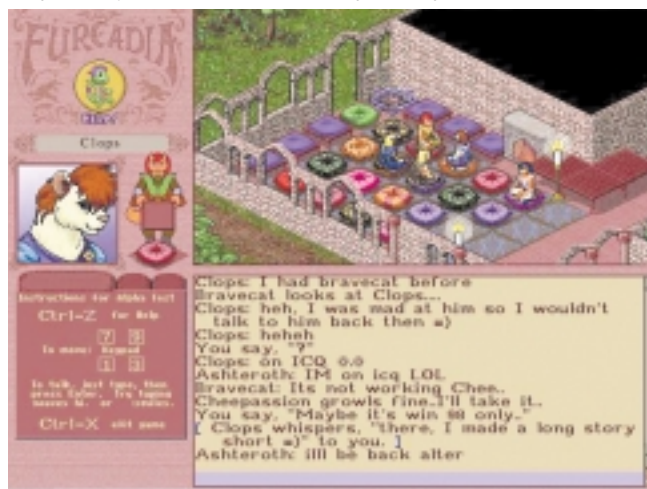 FURCADIA
Clops
Instructions for Alpha Test
Ctrl-Z for Help
7 9
To move: Keypad
1 3
To talk, just type, then
press Enter. Try typing
Ctrl-X quit game
Clops: I had bravecat before
Bravecat looks at Clops...
Clops: heh, I was mad at him so I wouldn't
talk to him back then =)
Clops: heheh
You say, "?"
Clops: on ICQ o.o
Ashteroth: IM on icq LOL
Bravecat: Its not working Chee..
Cheepassion growls fine..I'll take it..
You say, "Maybe it's win 98 only.."
[ Clops whispers, "there, I made a long story
short =)" to you. ]
Ashteroth: illl be back alter